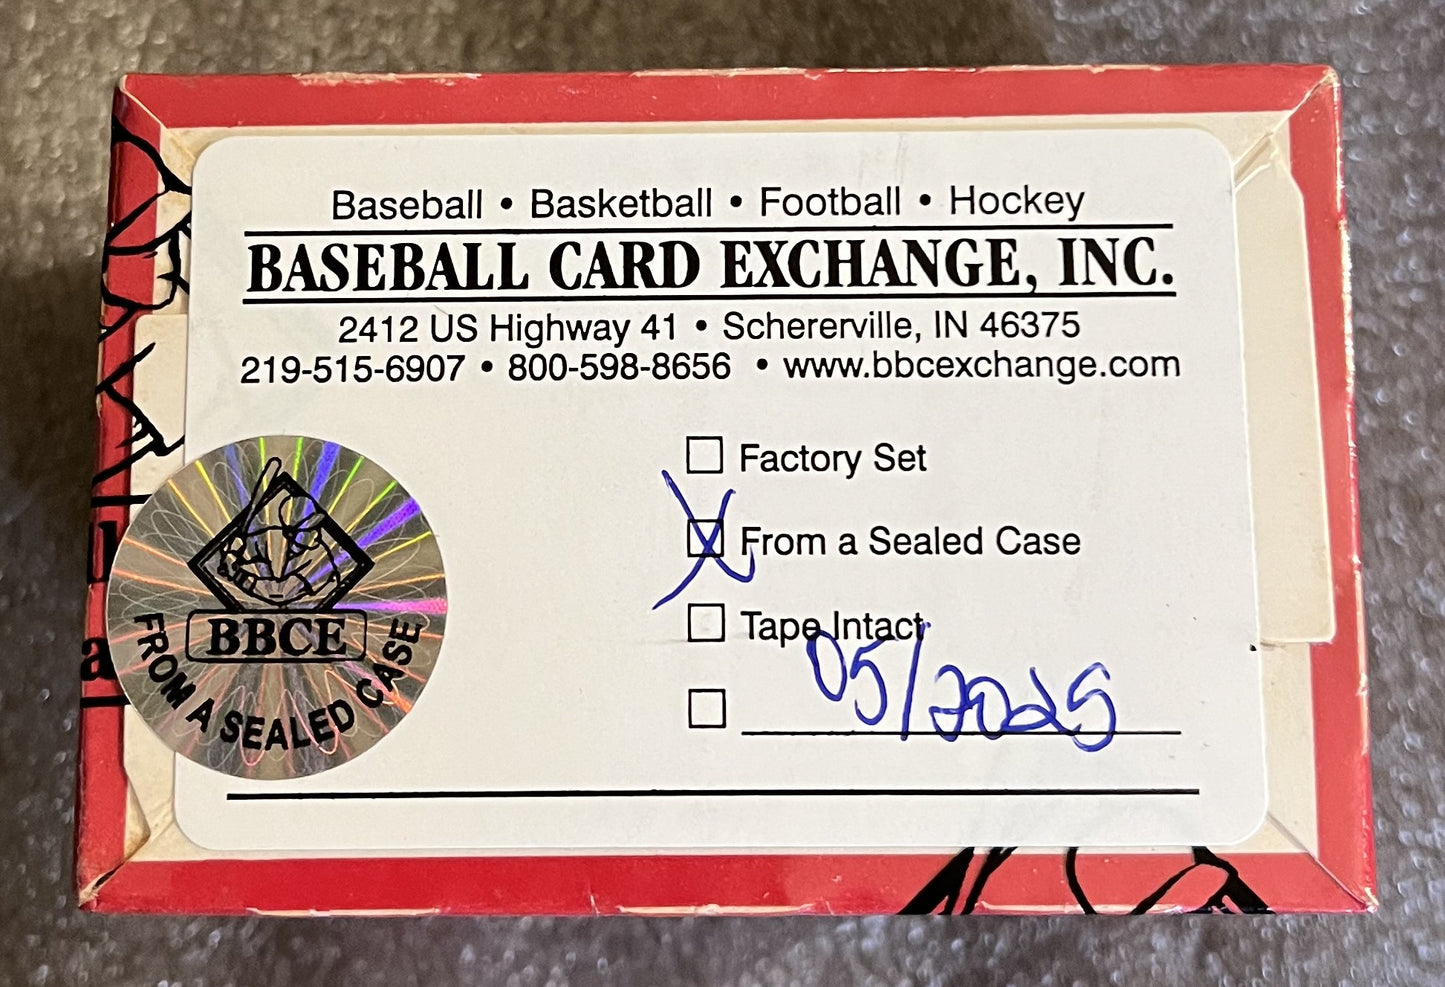 Baseball • Basketball • Football • Hockey
BASEBALL CARD EXCHANGE, INC.
2412 US Highway 41 • Schererville, IN 46375
219-515-6907 • 800-598-8656 • www.bbcexchange.com
Factory Set
From a Sealed Case
Tape Intact
05/2025
BBCE
FROM A SEALED CASE